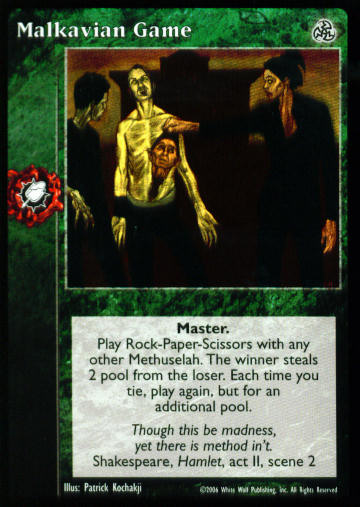 Malkavian Game
Master.
Play Rock-Paper-Scissors with any
other Methuselah. The winner steals
2 pool from the loser. Each time you
tie, play again, but for an
additional pool.
Though this be madness,
yet there is method in't.
Shakespeare, Hamlet, act II, scene 2
Illus: Patrick Kochakji
©2006 White Wolf Publishing, Inc. All Rights Reserved